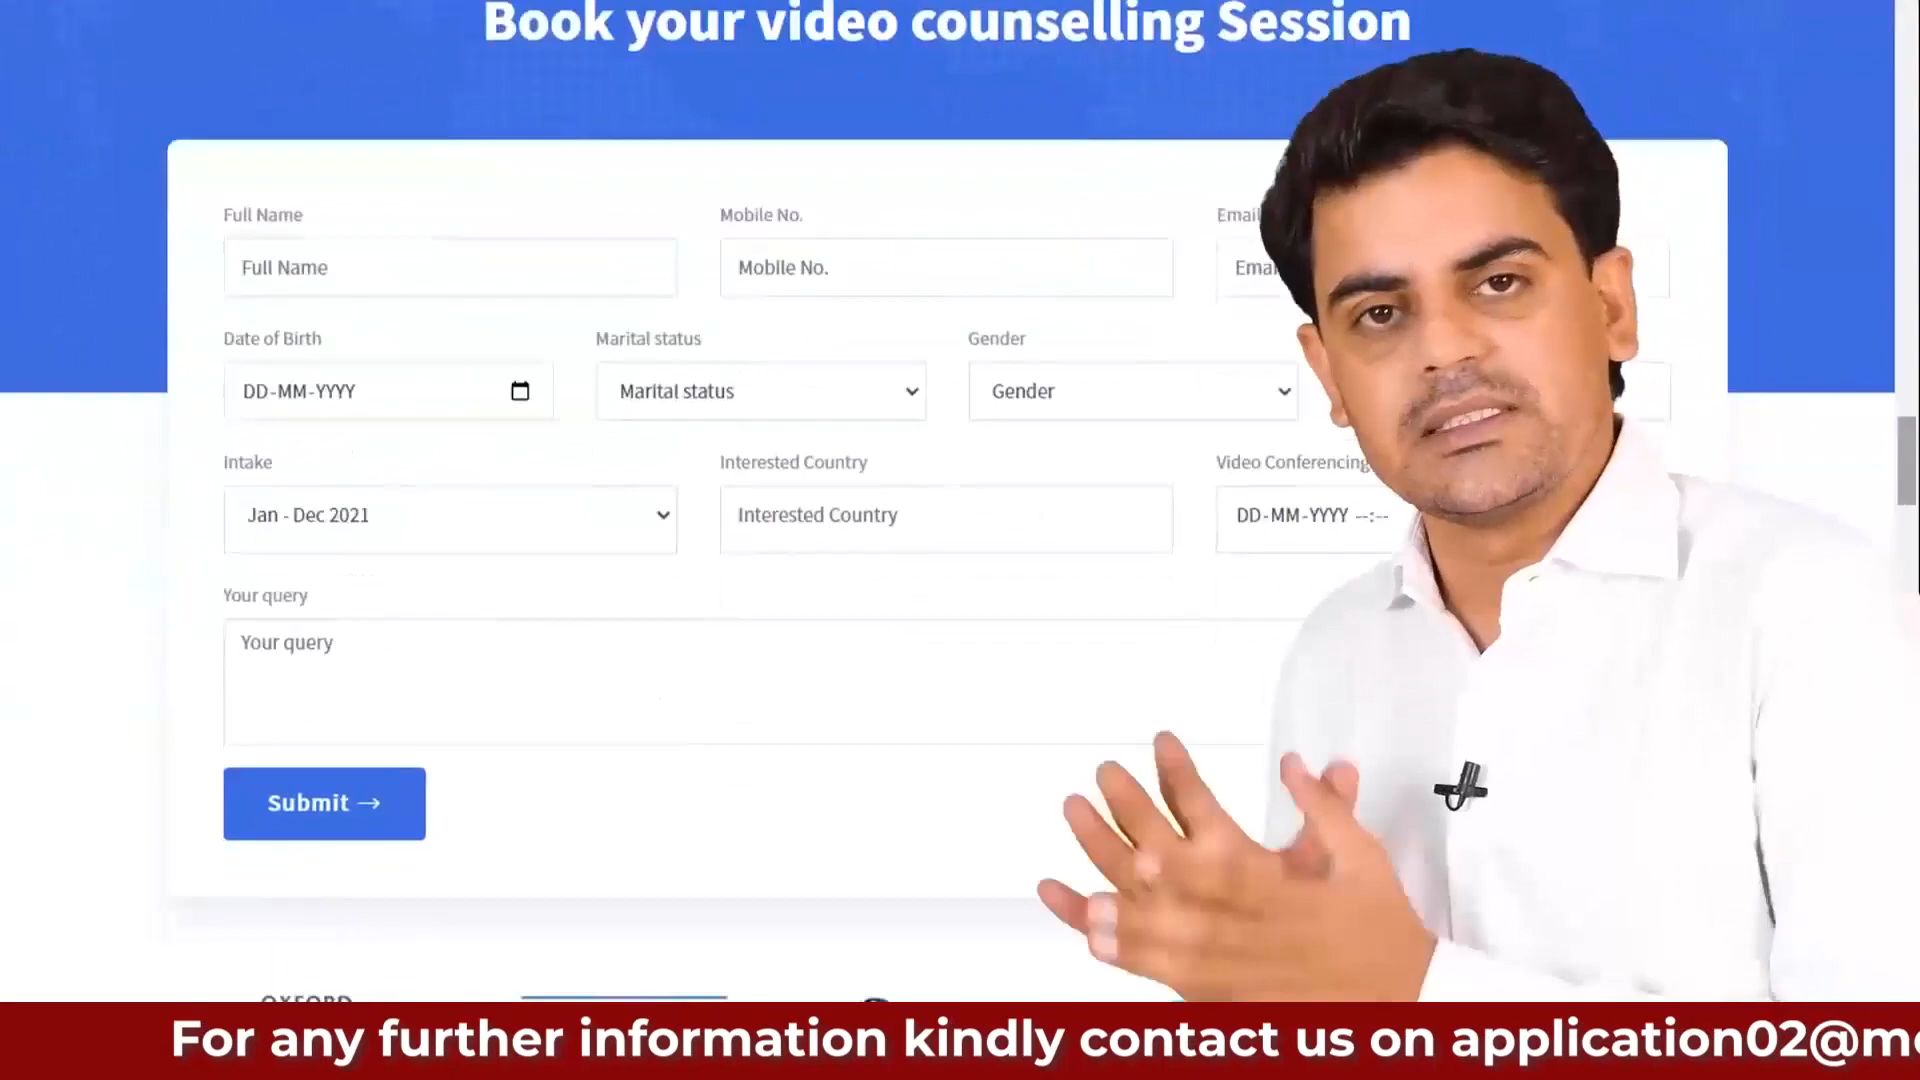 Book your video counselling Session
Full Name
Mobile No.
Email
Full Name
Mobile No.
Date of Birth
Marital status
Gender
DD-MM-YYYY
Marital status
Gender
Intake
Interested Country
Video Conferencing
Jan - Dec 2021
Interested Country
DD-MM-YYYY --:--
Your query
Your query
Submit →
OXFORD
For any further information kindly contact us on application02@m